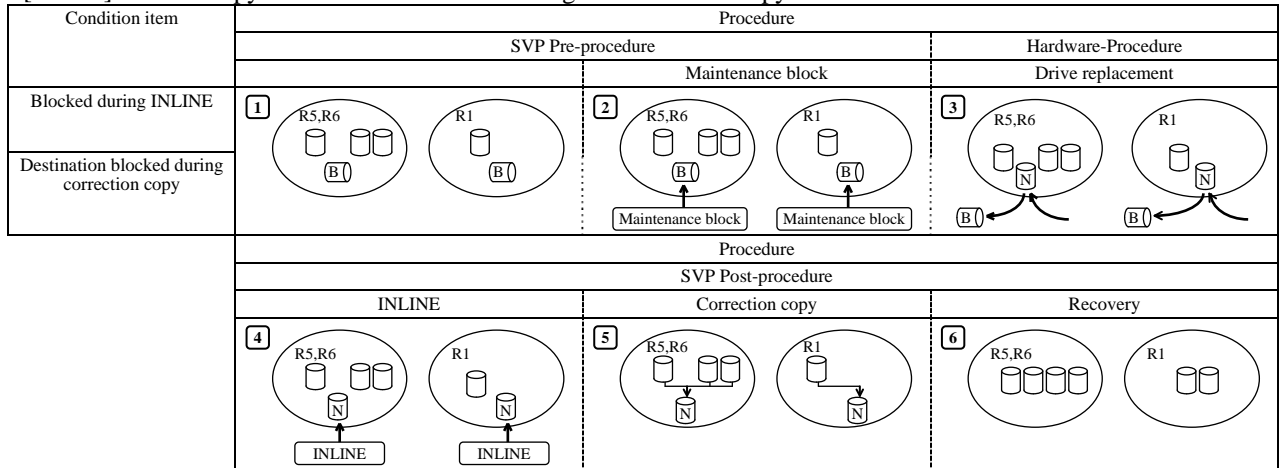 Condition item
Procedure
SVP Pre-procedure
Hardware-Procedure
Maintenance block
Drive replacement
Blocked during INLINE
Destination blocked during
correction copy
1
R5,R6
B
R1
B
2
R5,R6
B
Maintenance block
R1
B
Maintenance block
3
R5,R6
N
B
R1
N
B
Procedure
SVP Post-procedure
INLINE
Correction copy
Recovery
4
R5,R6
N
INLINE
R1
N
INLINE
5
R5,R6
N
R1
N
6
R5,R6
R1